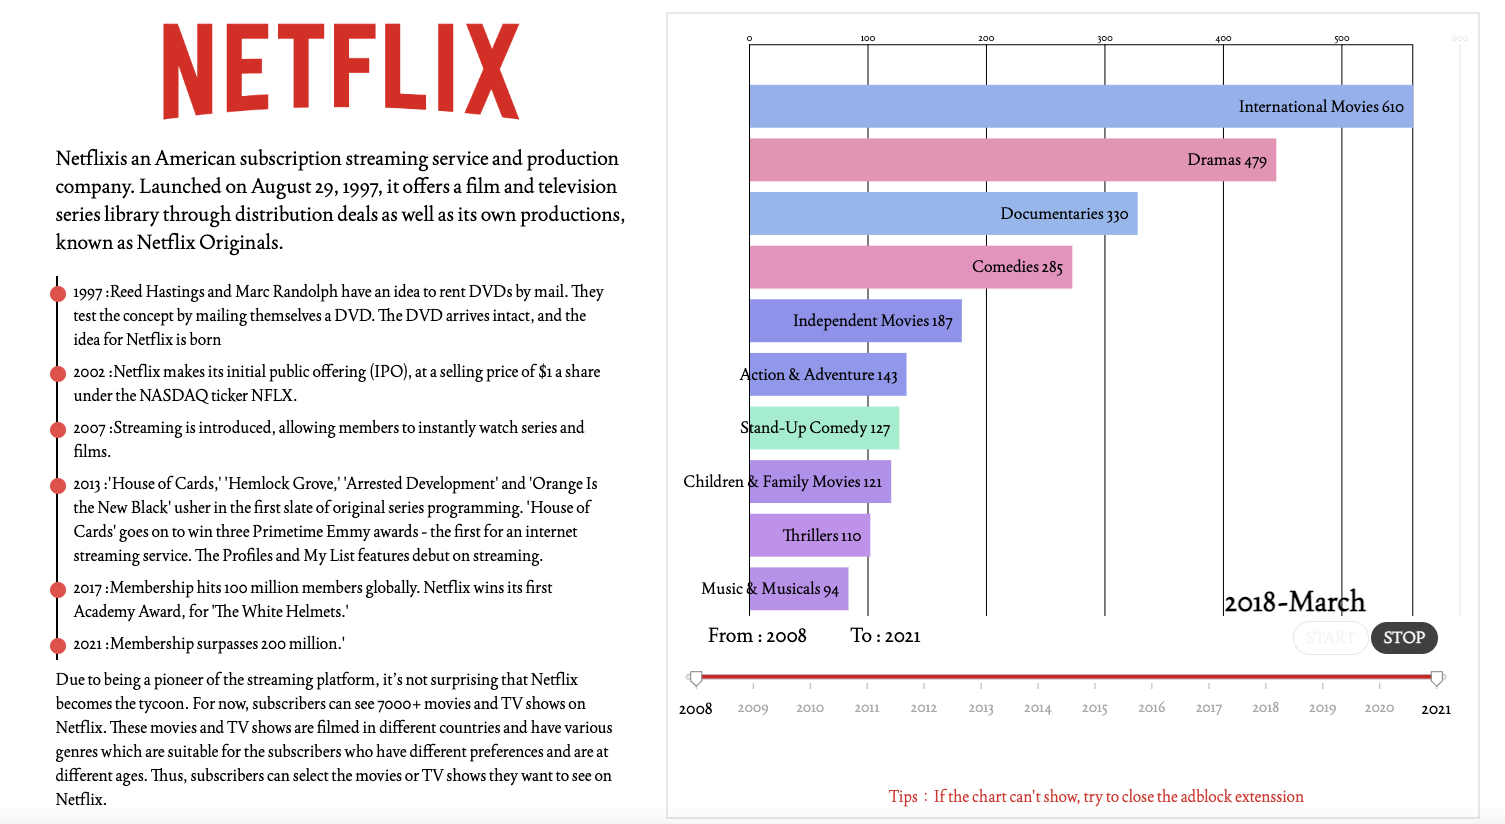 NETFLIX
Netflixis an American subscription streaming service and production
company. Launched on August 29, 1997, it offers a film and television
series library through distribution deals as well as its own productions,
known as Netflix Originals.
1997 :Reed Hastings and Marc Randolph have an idea to rent DVDs by mail. They
test the concept by mailing themselves a DVD. The DVD arrives intact, and the
idea for Netflix is born
2002 :Netflix makes its initial public offering (IPO), at a selling price of $1 a share
under the NASDAQ ticker NFLX.
2007 :Streaming is introduced, allowing members to instantly watch series and
films.
2013 :'House of Cards,' 'Hemlock Grove,' 'Arrested Development' and 'Orange Is
the New Black' usher in the first slate of original series programming. 'House of
Cards' goes on to win three Primetime Emmy awards - the first for an internet
streaming service. The Profiles and My List features debut on streaming.
2017 :Membership hits 100 million members globally. Netflix wins its first
Academy Award, for 'The White Helmets.'
2021 :Membership surpasses 200 million.'
Due to being a pioneer of the streaming platform, it's not surprising that Netflix
becomes the tycoon. For now, subscribers can see 7000+ movies and TV shows on
Netflix. These movies and TV shows are filmed in different countries and have various
genres which are suitable for the subscribers who have different preferences and are at
different ages. Thus, subscribers can select the movies or TV shows they want to see on
Netflix.
0 100 200 300 400 500 600
International Movies 610
Dramas 479
Documentaries 330
Comedies 285
Independent Movies 187
Action & Adventure 143
Stand-Up Comedy 127
Children & Family Movies 121
Thrillers 110
Music & Musicals 94
2018-March
From : 2008 To : 2021
START STOP
2008 2009 2010 2011 2012 2013 2014 2015 2016 2017 2018 2019 2020 2021
Tips：If the chart can't show, try to close the adblock extenssion